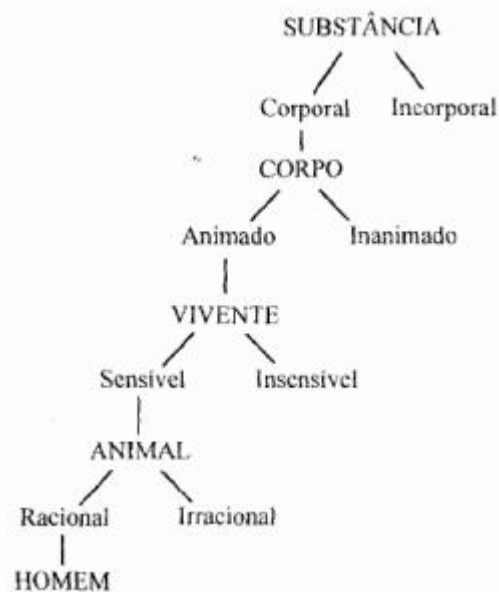 SUBSTÂNCIA
Corporal Incorporal
CORPO
Animado Inanimado
VIVENTE
Sensível Insensível
ANIMAL
Racional Irracional
HOMEM